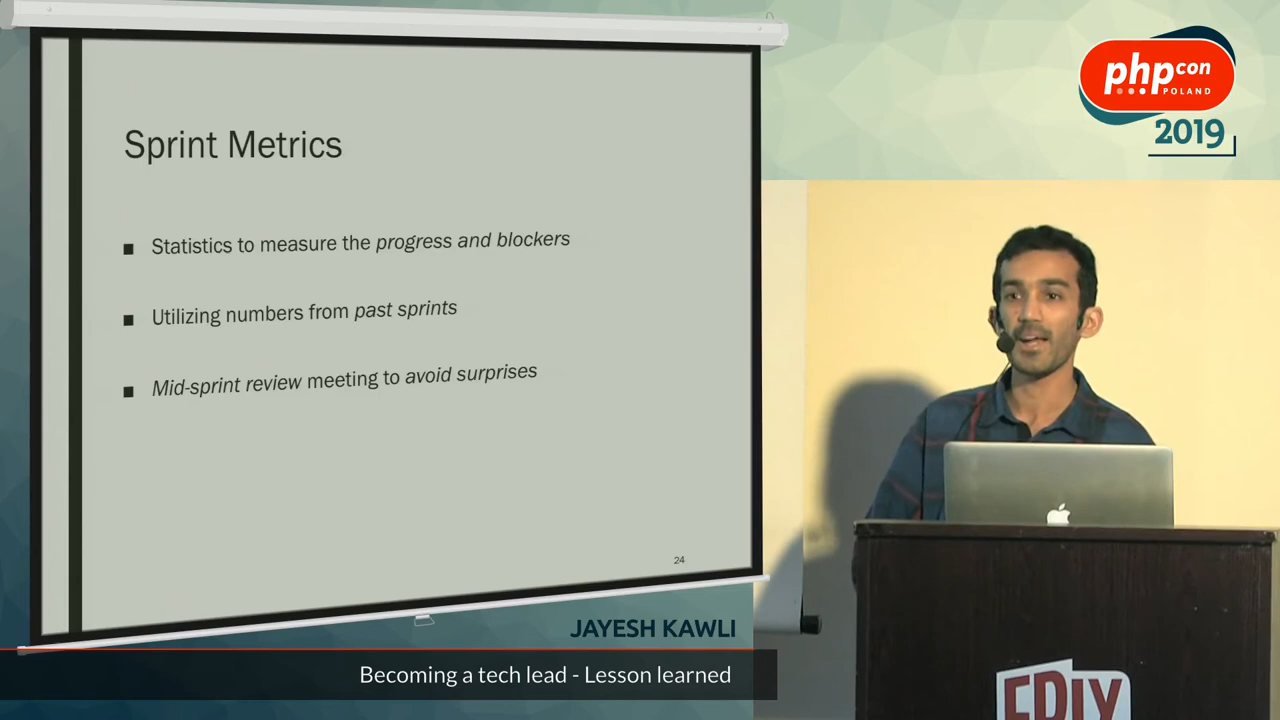 Sprint Metrics
■ Statistics to measure the progress and blockers
■ Utilizing numbers from past sprints
■ Mid-sprint review meeting to avoid surprises
24
php con
POLAND
2019
JAYESH KAWLI
Becoming a tech lead - Lesson learned